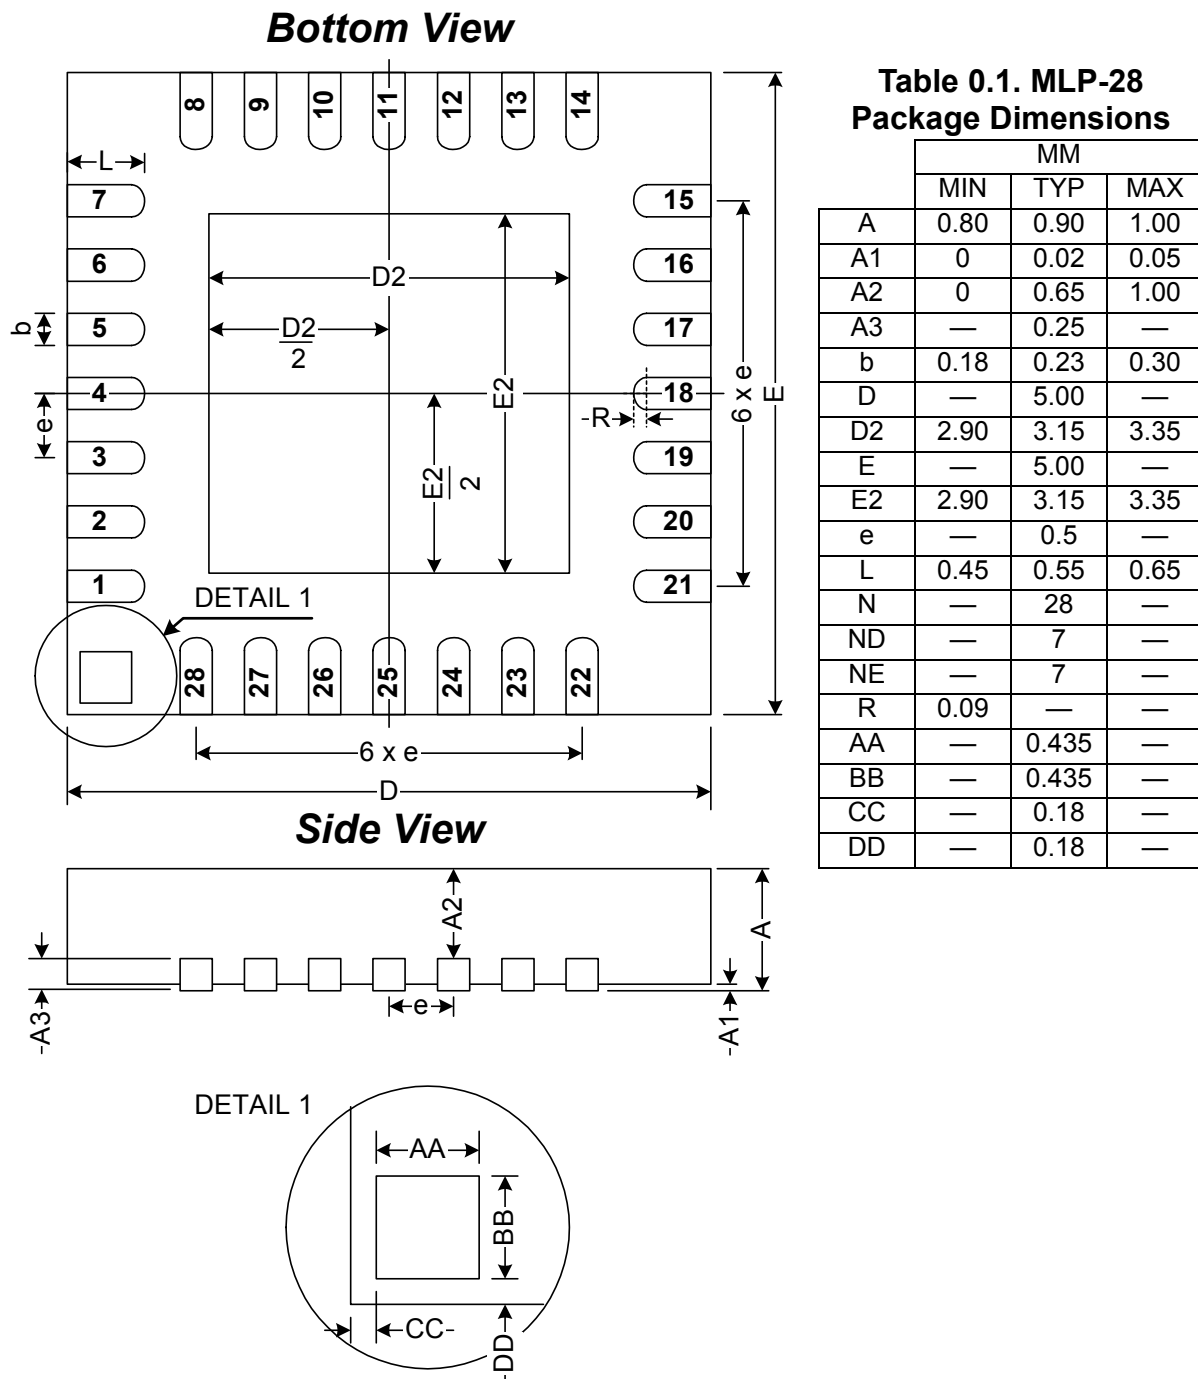 Bottom View
8 9 10 11 12 13 14
L
7 15
6 16
D2
5 17
b
D2
2
E2
E
4 18
6 x e
R
e
3 19
E2
2
2 20
1 21
DETAIL 1
28 27 26 25 24 23 22
6 x e
D
Side View
A2
A
e
A3
A1
DETAIL 1
AA
BB
CC
DD
Table 0.1. MLP-28
Package Dimensions
MM
MIN TYP MAX
A 0.80 0.90 1.00
A1 0 0.02 0.05
A2 0 0.65 1.00
A3 — 0.25 —
b 0.18 0.23 0.30
D — 5.00 —
D2 2.90 3.15 3.35
E — 5.00 —
E2 2.90 3.15 3.35
e — 0.5 —
L 0.45 0.55 0.65
N — 28 —
ND — 7 —
NE — 7 —
R 0.09 — —
AA — 0.435 —
BB — 0.435 —
CC — 0.18 —
DD — 0.18 —